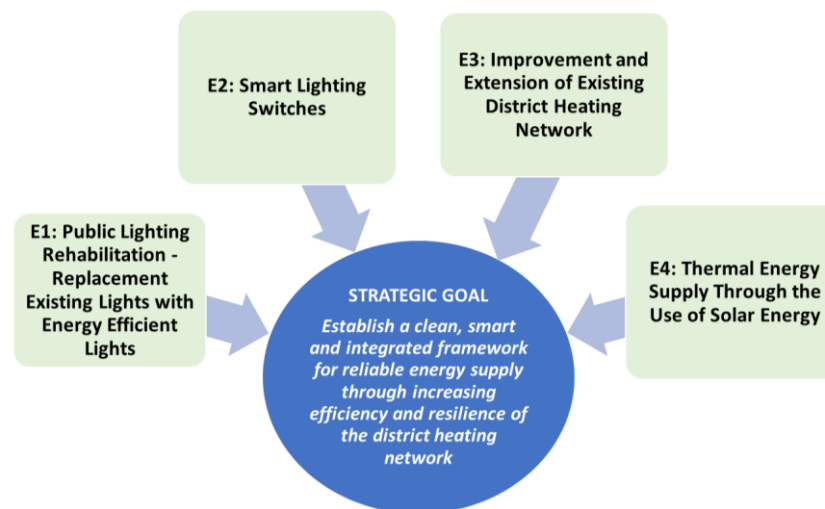 E1: Public Lighting
Rehabilitation -
Replacement
Existing Lights with
Energy Efficient
Lights
E2: Smart Lighting
Switches
E3: Improvement and
Extension of Existing
District Heating
Network
E4: Thermal Energy
Supply Through the
Use of Solar Energy
STRATEGIC GOAL
Establish a clean, smart
and integrated framework
for reliable energy supply
through increasing
efficiency and resilience of
the district heating
network